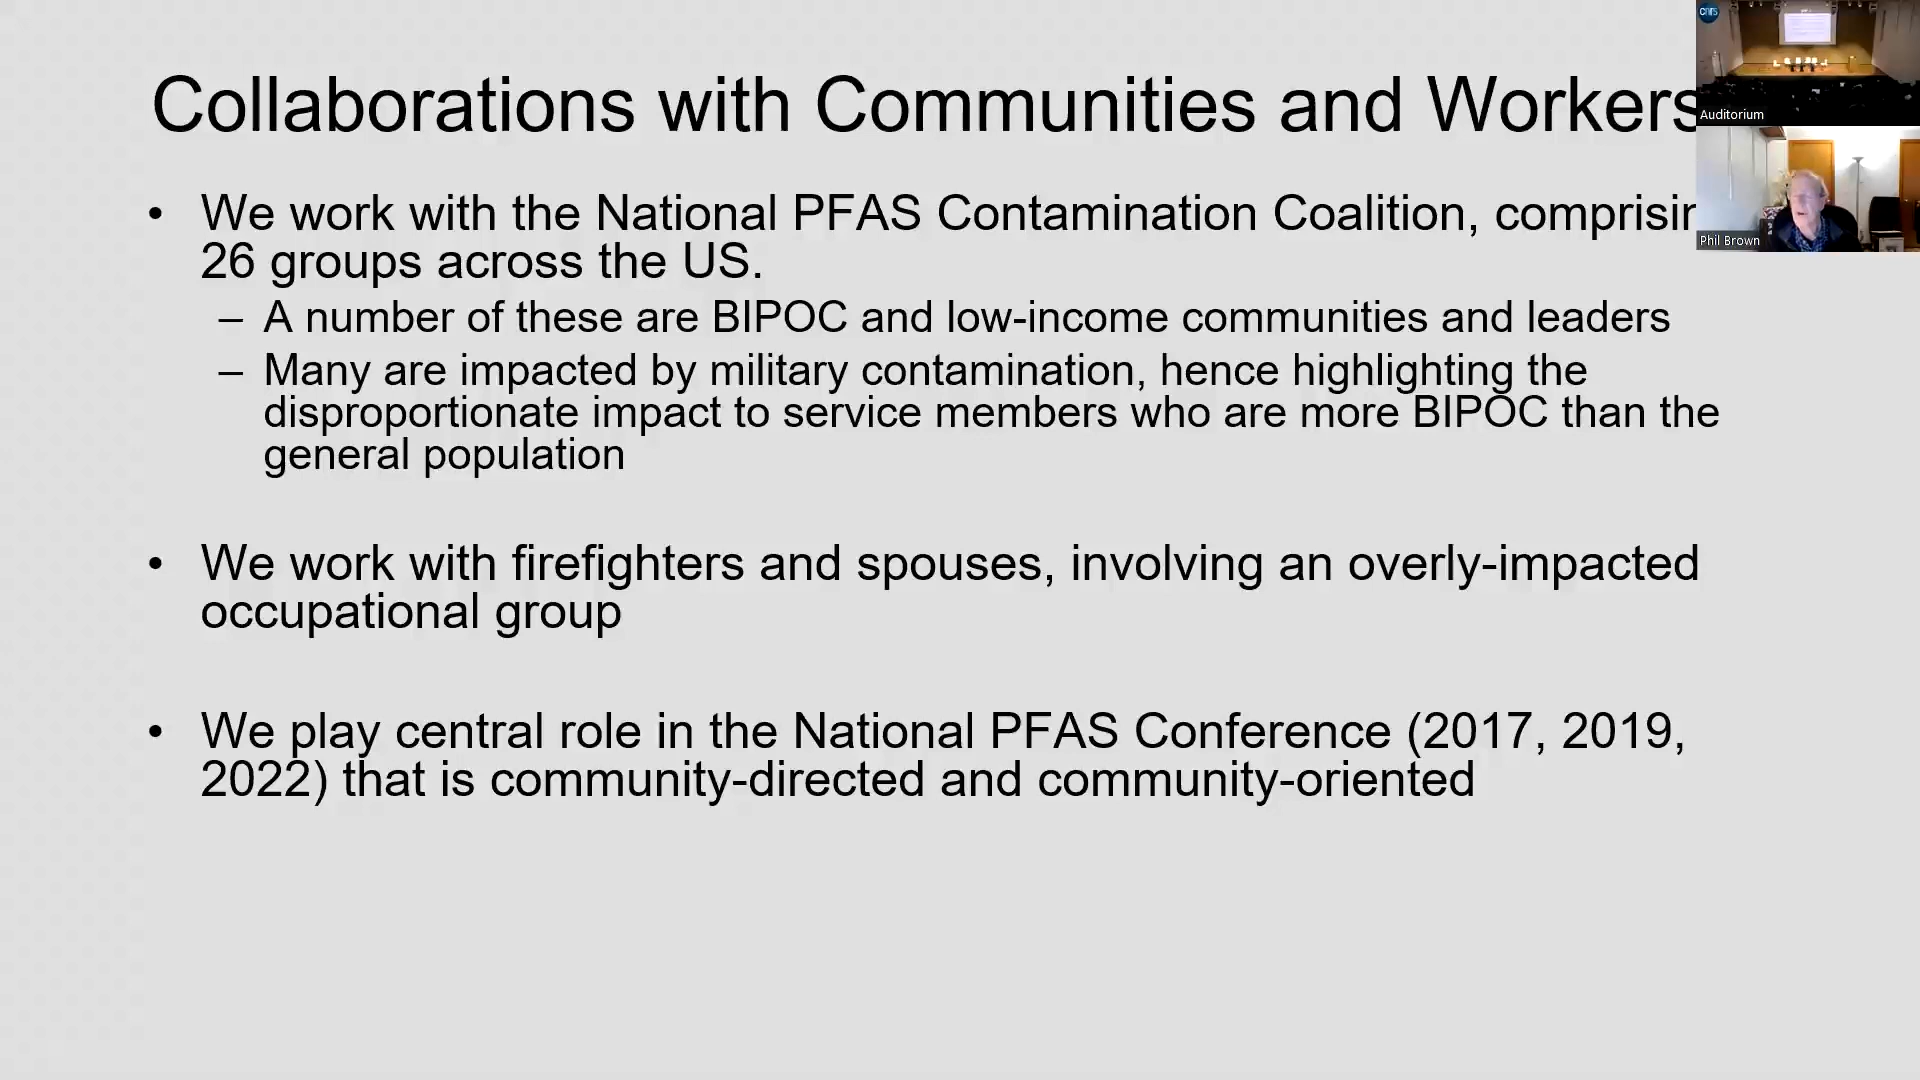 Collaborations with Communities and Workers
• We work with the National PFAS Contamination Coalition, comprisin
26 groups across the US.
– A number of these are BIPOC and low-income communities and leaders
– Many are impacted by military contamination, hence highlighting the
disproportionate impact to service members who are more BIPOC than the
general population
• We work with firefighters and spouses, involving an overly-impacted
occupational group
• We play central role in the National PFAS Conference (2017, 2019,
2022) that is community-directed and community-oriented
cnrs
Auditorium
Phil Brown